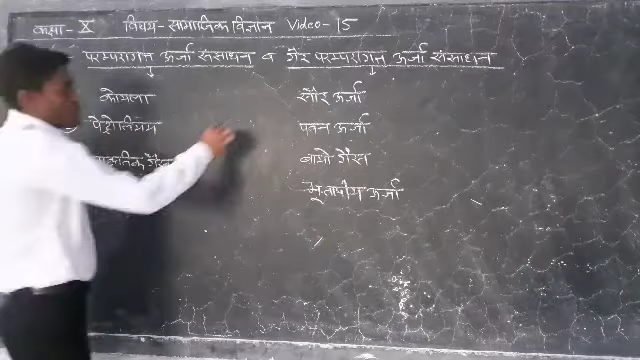 कक्षा - X विषय - सामाजिक विज्ञान Video - 15
परम्परागत ऊर्जा संसाधन व गैर परम्परागत ऊर्जा संसाधन
कोयला सौर ऊर्जा
पेट्रोलियम पवन ऊर्जा
बायो गैस
भूतापीय ऊर्जा